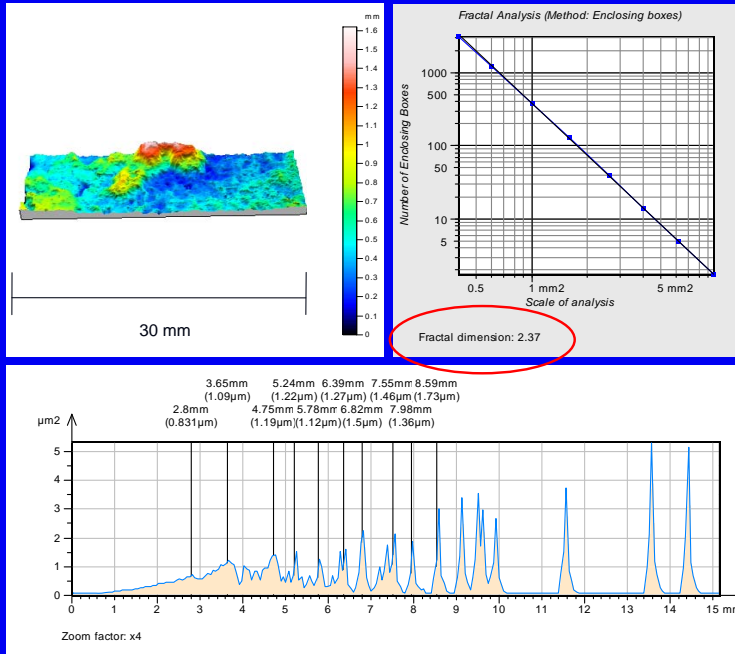 mm
1.6
1.5
1.4
1.3
1.2
1.1
1
0.9
0.8
0.7
0.6
0.5
0.4
0.3
0.2
0.1
0
30 mm
Fractal Analysis (Method: Enclosing boxes)
Number of Enclosing Boxes
1000
500
100
50
10
5
0.5 1 mm2 5 mm2
Scale of analysis
Fractal dimension: 2.37
3.65mm 5.24mm 6.39mm 7.55mm 8.59mm
(1.09µm) (1.22µm) (1.27µm) (1.46µm) (1.73µm)
2.8mm 4.75mm 5.78mm 6.82mm 7.98mm
(0.831µm) (1.19µm) (1.12µm) (1.5µm) (1.36µm)
µm2
5
4
3
2
1
0
0 1 2 3 4 5 6 7 8 9 10 11 12 13 14 15 mm
Zoom factor: x4